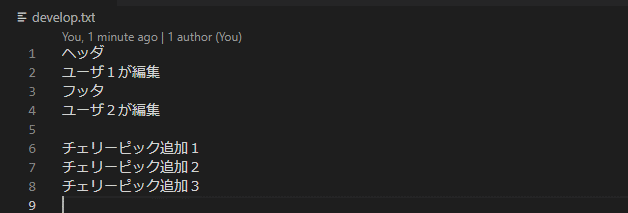 develop.txt
You, 1 minute ago | 1 author (You)
1 ヘッダ
2 ユーザ１が編集
3 フッタ
4 ユーザ２が編集
5
6 チェリーピック追加１
7 チェリーピック追加２
8 チェリーピック追加３
9